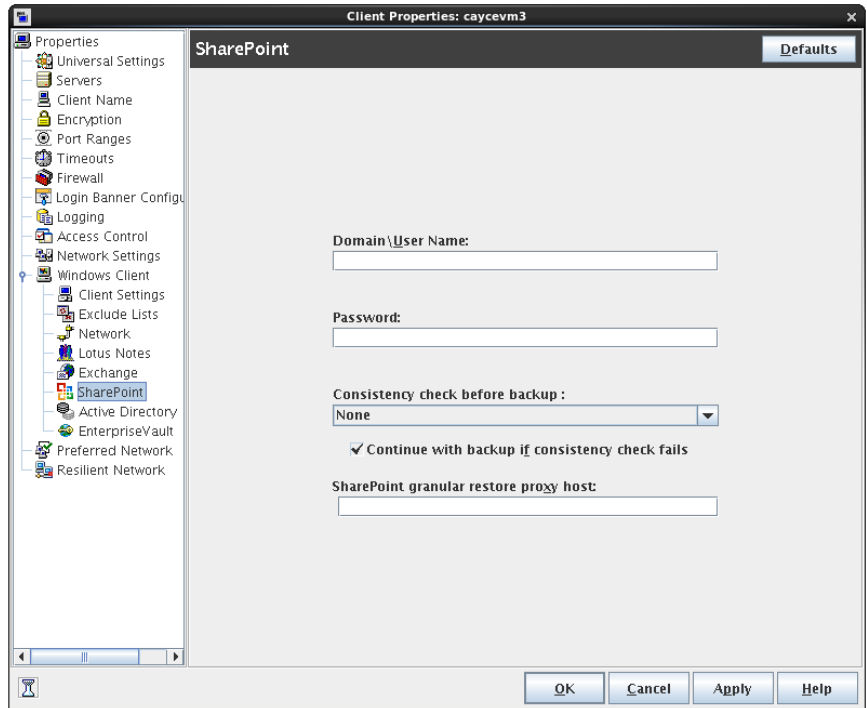 Client Properties: caycevm3
Properties
Universal Settings
Servers
Client Name
Encryption
Port Ranges
Timeouts
Firewall
Login Banner Configu
Logging
Access Control
Network Settings
Windows Client
Client Settings
Exclude Lists
Network
Lotus Notes
Exchange
SharePoint
Active Directory
EnterpriseVault
Preferred Network
Resilient Network
SharePoint
Defaults
Domain\User Name:
Password:
Consistency check before backup :
None
Continue with backup if consistency check fails
SharePoint granular restore proxy host:
OK
Cancel
Apply
Help